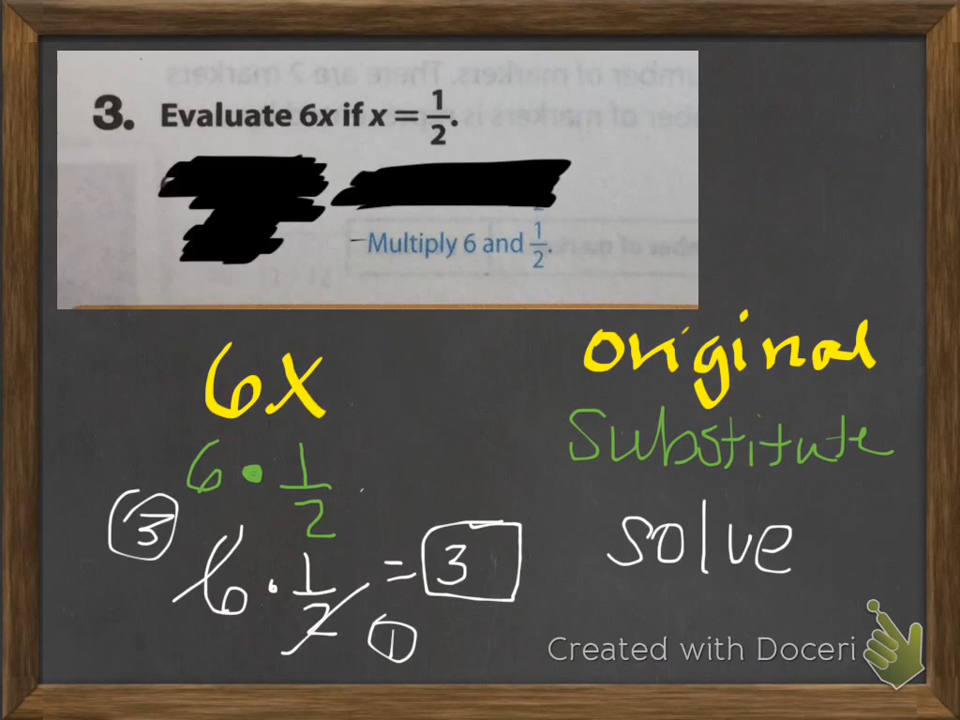 3. Evaluate 6x if x = 1/2.
Multiply 6 and 1/2.
6x
original
6 • 1/2
Substitute
3
6 • 1/2 = 3
1
solve
Created with Doceri